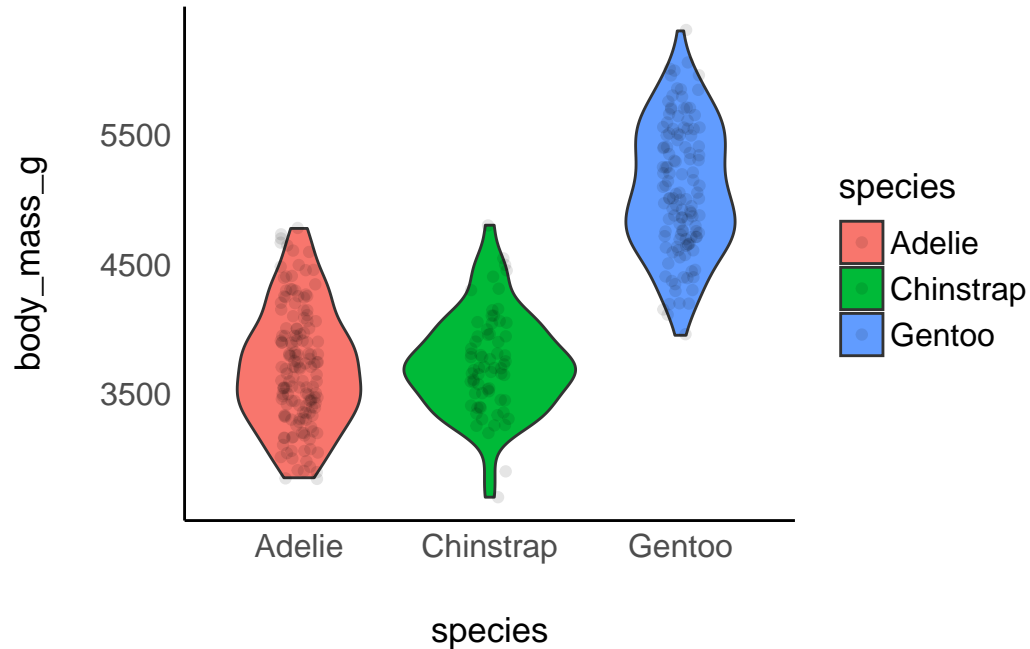 body_mass_g
5500
4500
3500
Adelie
Chinstrap
Gentoo
species
species
Adelie
Chinstrap
Gentoo